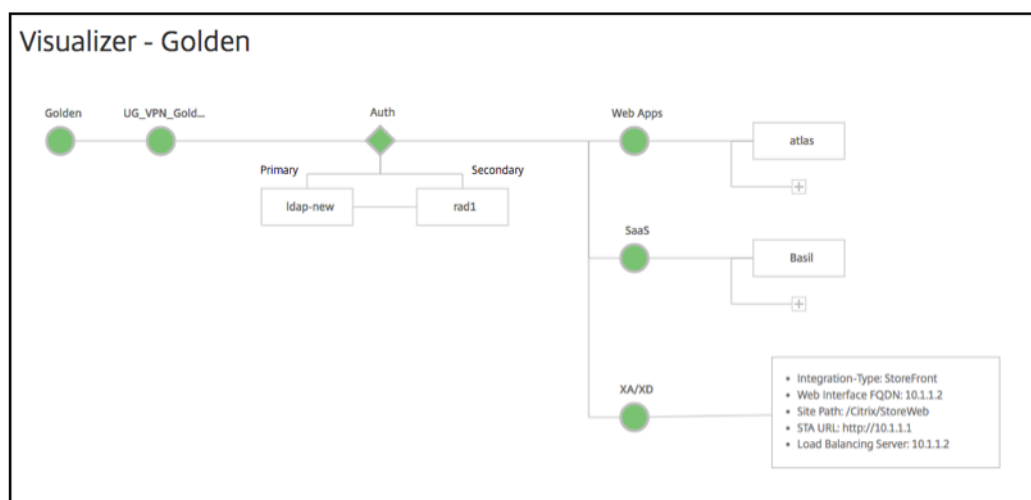 Visualizer - Golden
Golden
UG_VPN_Gold...
Auth
Primary
Secondary
ldap-new
rad1
Web Apps
atlas
SaaS
Basil
XA/XD
• Integration-Type: StoreFront
• Web Interface FQDN: 10.1.1.2
• Site Path: /Citrix/StoreWeb
• STA URL: http://10.1.1.1
• Load Balancing Server: 10.1.1.2